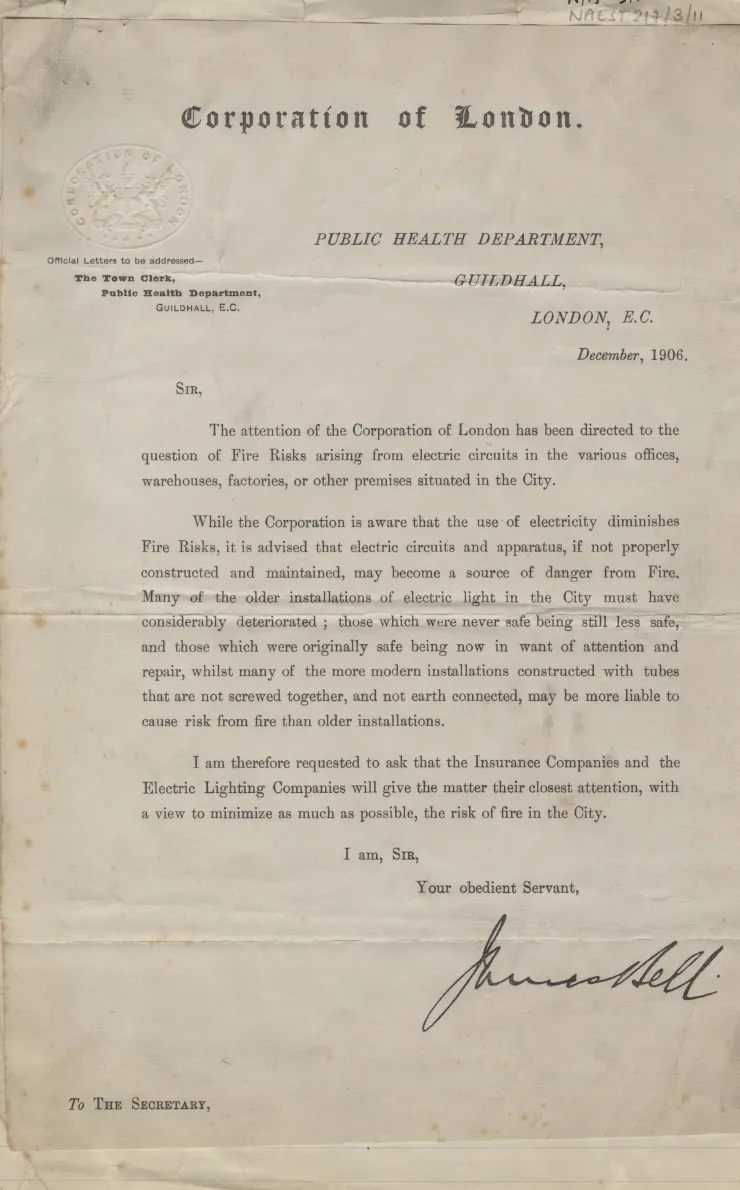 NAEST 217/3/11
Corporation of London.
CORPORATION OF LONDON
PUBLIC HEALTH DEPARTMENT,
GUILDHALL,
LONDON, E.C.
December, 1906.
Official Letters to be addressed—
The Town Clerk,
Public Health Department,
GUILDHALL, E.C.
SIR,
The attention of the Corporation of London has been directed to the
question of Fire Risks arising from electric circuits in the various offices,
warehouses, factories, or other premises situated in the City.
While the Corporation is aware that the use of electricity diminishes
Fire Risks, it is advised that electric circuits and apparatus, if not properly
constructed and maintained, may become a source of danger from Fire.
Many of the older installations of electric light in the City must have
considerably deteriorated ; those which were never safe being still less safe,
and those which were originally safe being now in want of attention and
repair, whilst many of the more modern installations constructed with tubes
that are not screwed together, and not earth connected, may be more liable to
cause risk from fire than older installations.
I am therefore requested to ask that the Insurance Companies and the
Electric Lighting Companies will give the matter their closest attention, with
a view to minimize as much as possible, the risk of fire in the City.
I am, SIR,
Your obedient Servant,
James Bell.
To THE SECRETARY,